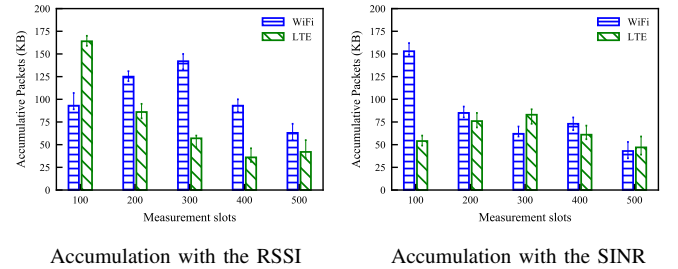 Accumulative Packets (KB)
200
175
150
125
100
75
50
25
0
WiFi
LTE
100 200 300 400 500
Measurement slots
Accumulation with the RSSI
Accumulative Packets (KB)
200
175
150
125
100
75
50
25
0
WiFi
LTE
100 200 300 400 500
Measurement slots
Accumulation with the SINR